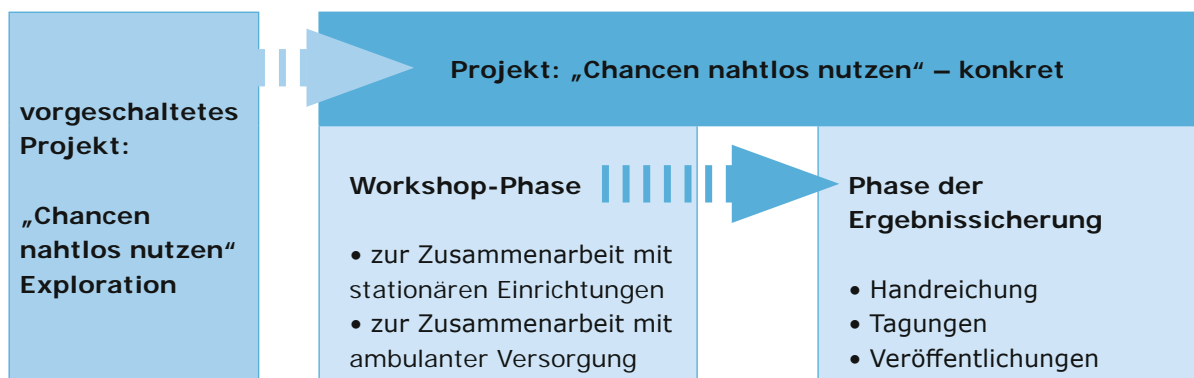 vorgeschaltetes
Projekt:
„Chancen
nahtlos nutzen“
Exploration
Projekt: „Chancen nahtlos nutzen“ – konkret
Workshop-Phase
• zur Zusammenarbeit mit
stationären Einrichtungen
• zur Zusammenarbeit mit
ambulanter Versorgung
Phase der
Ergebnissicherung
• Handreichung
• Tagungen
• Veröffentlichungen